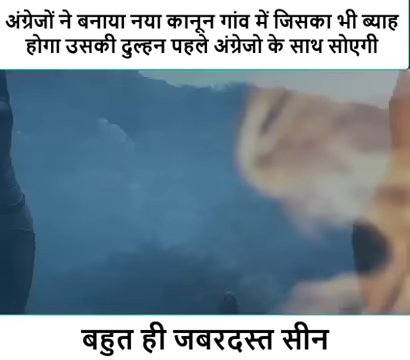 अंग्रेजों ने बनाया नया कानून गांव में जिसका भी ब्याह
होगा उसकी दुल्हन पहले अंग्रेजो के साथ सोएगी
बहुत ही जबरदस्त सीन